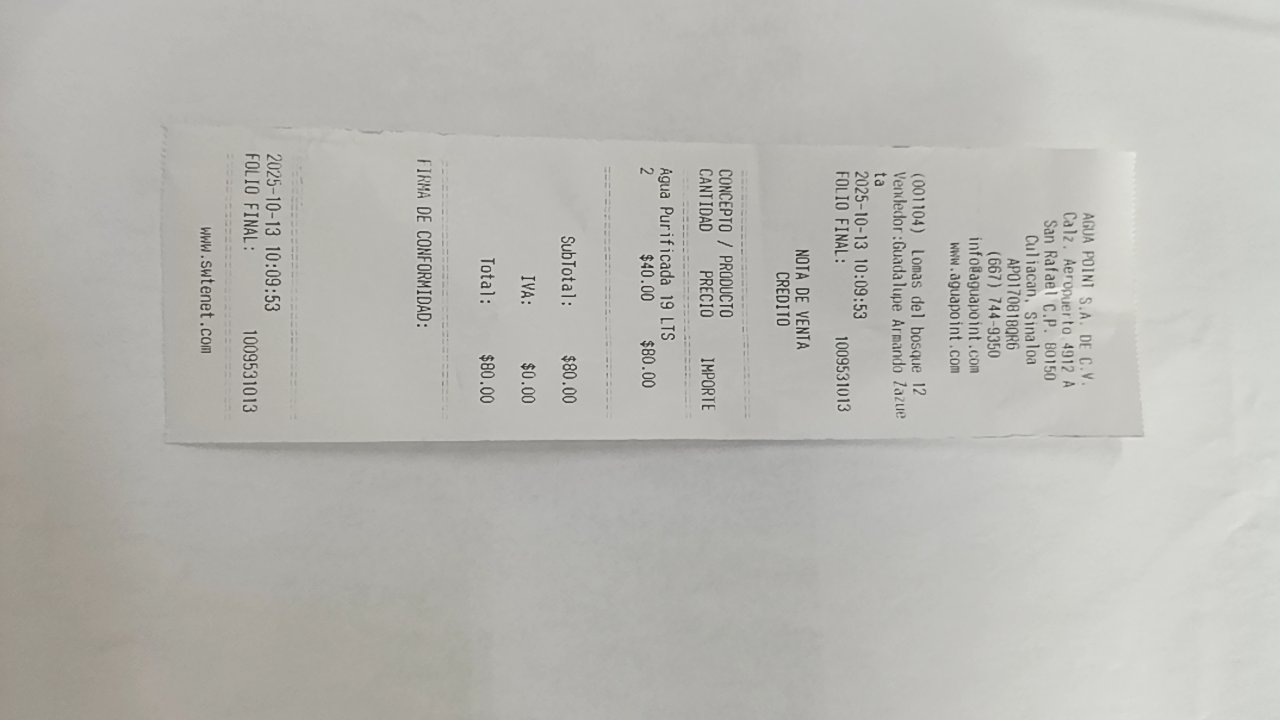 AGUA POINT S.A. DE C.V.
Calz. Aeropuerto 4912 A
San Rafael C.P. 80150
Culiacan, Sinaloa
APO170818QR6
(667) 744-9350
info@aguapoint.com
www.aguapoint.com
(001104) Lomas del bosque 12
Vendedor:Guadalupe Armando Zazue
ta
2025-10-13 10:09:53
FOLIO FINAL: 1009531013
NOTA DE VENTA
CREDITO
CONCEPTO / PRODUCTO
CANTIDAD PRECIO IMPORTE
Agua Purificada 19 LTS
2 $40.00 $80.00
SubTotal: $80.00
IVA: $0.00
Total: $80.00
FIRMA DE CONFORMIDAD:
2025-10-13 10:09:53
FOLIO FINAL: 1009531013
www.swtenet.com